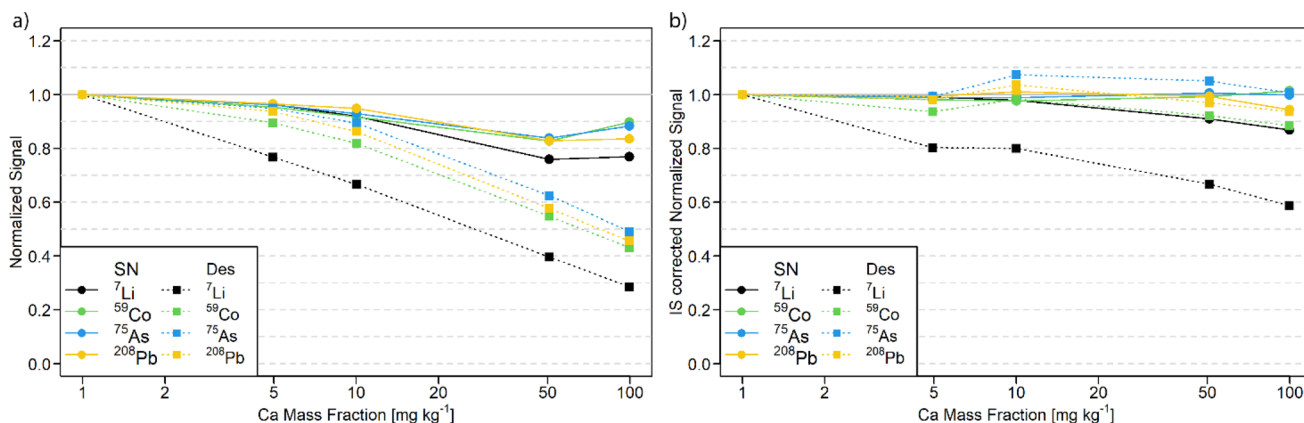 a)
Normalized Signal
1.2
1.0
0.8
0.6
0.4
0.2
0.0
SN Des
⁷Li ⁷Li
⁵⁹Co ⁵⁹Co
⁷⁵As ⁷⁵As
²⁰⁸Pb ²⁰⁸Pb
1 2 5 10 20 50 100
Ca Mass Fraction [mg kg⁻¹]
b)
IS corrected Normalized Signal
1.2
1.0
0.8
0.6
0.4
0.2
0.0
SN Des
⁷Li ⁷Li
⁵⁹Co ⁵⁹Co
⁷⁵As ⁷⁵As
²⁰⁸Pb ²⁰⁸Pb
1 2 5 10 20 50 100
Ca Mass Fraction [mg kg⁻¹]